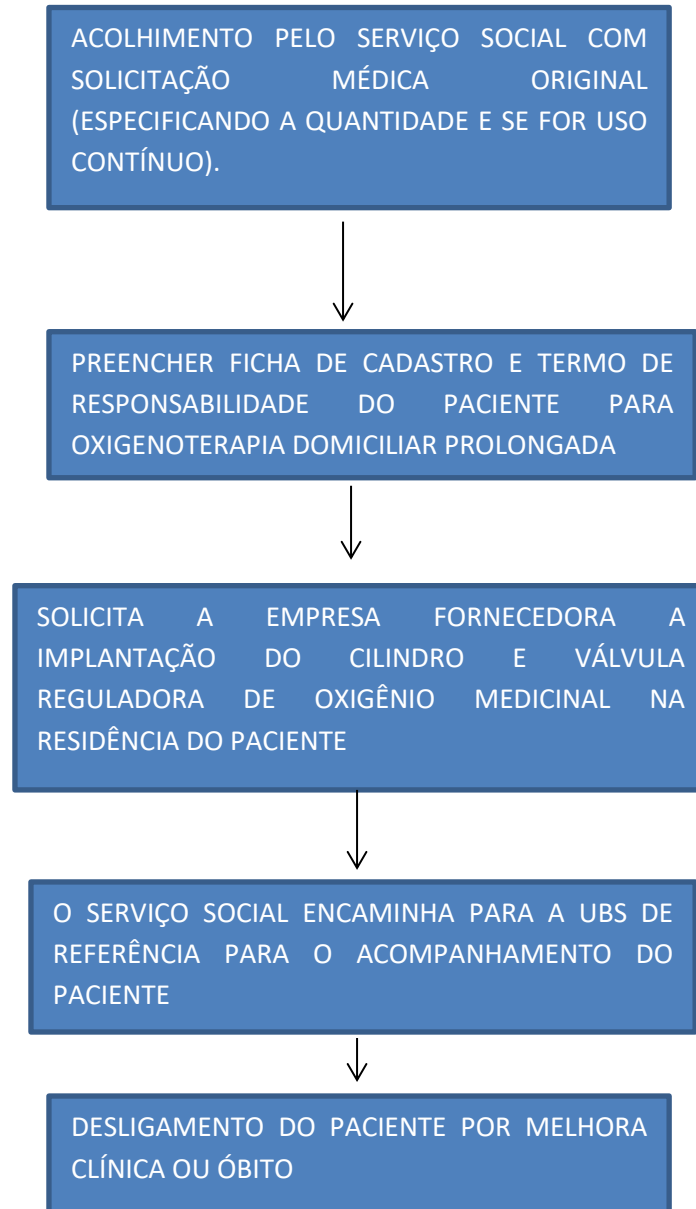 ACOLHIMENTO PELO SERVIÇO SOCIAL COM
SOLICITAÇÃO MÉDICA ORIGINAL
(ESPECIFICANDO A QUANTIDADE E SE FOR USO
CONTÍNUO).
PREENCHER FICHA DE CADASTRO E TERMO DE
RESPONSABILIDADE DO PACIENTE PARA
OXIGENOTERAPIA DOMICILIAR PROLONGADA
SOLICITA A EMPRESA FORNECEDORA A
IMPLANTAÇÃO DO CILINDRO E VÁLVULA
REGULADORA DE OXIGÊNIO MEDICINAL NA
RESIDÊNCIA DO PACIENTE
O SERVIÇO SOCIAL ENCAMINHA PARA A UBS DE
REFERÊNCIA PARA O ACOMPANHAMENTO DO
PACIENTE
DESLIGAMENTO DO PACIENTE POR MELHORA
CLÍNICA OU ÓBITO